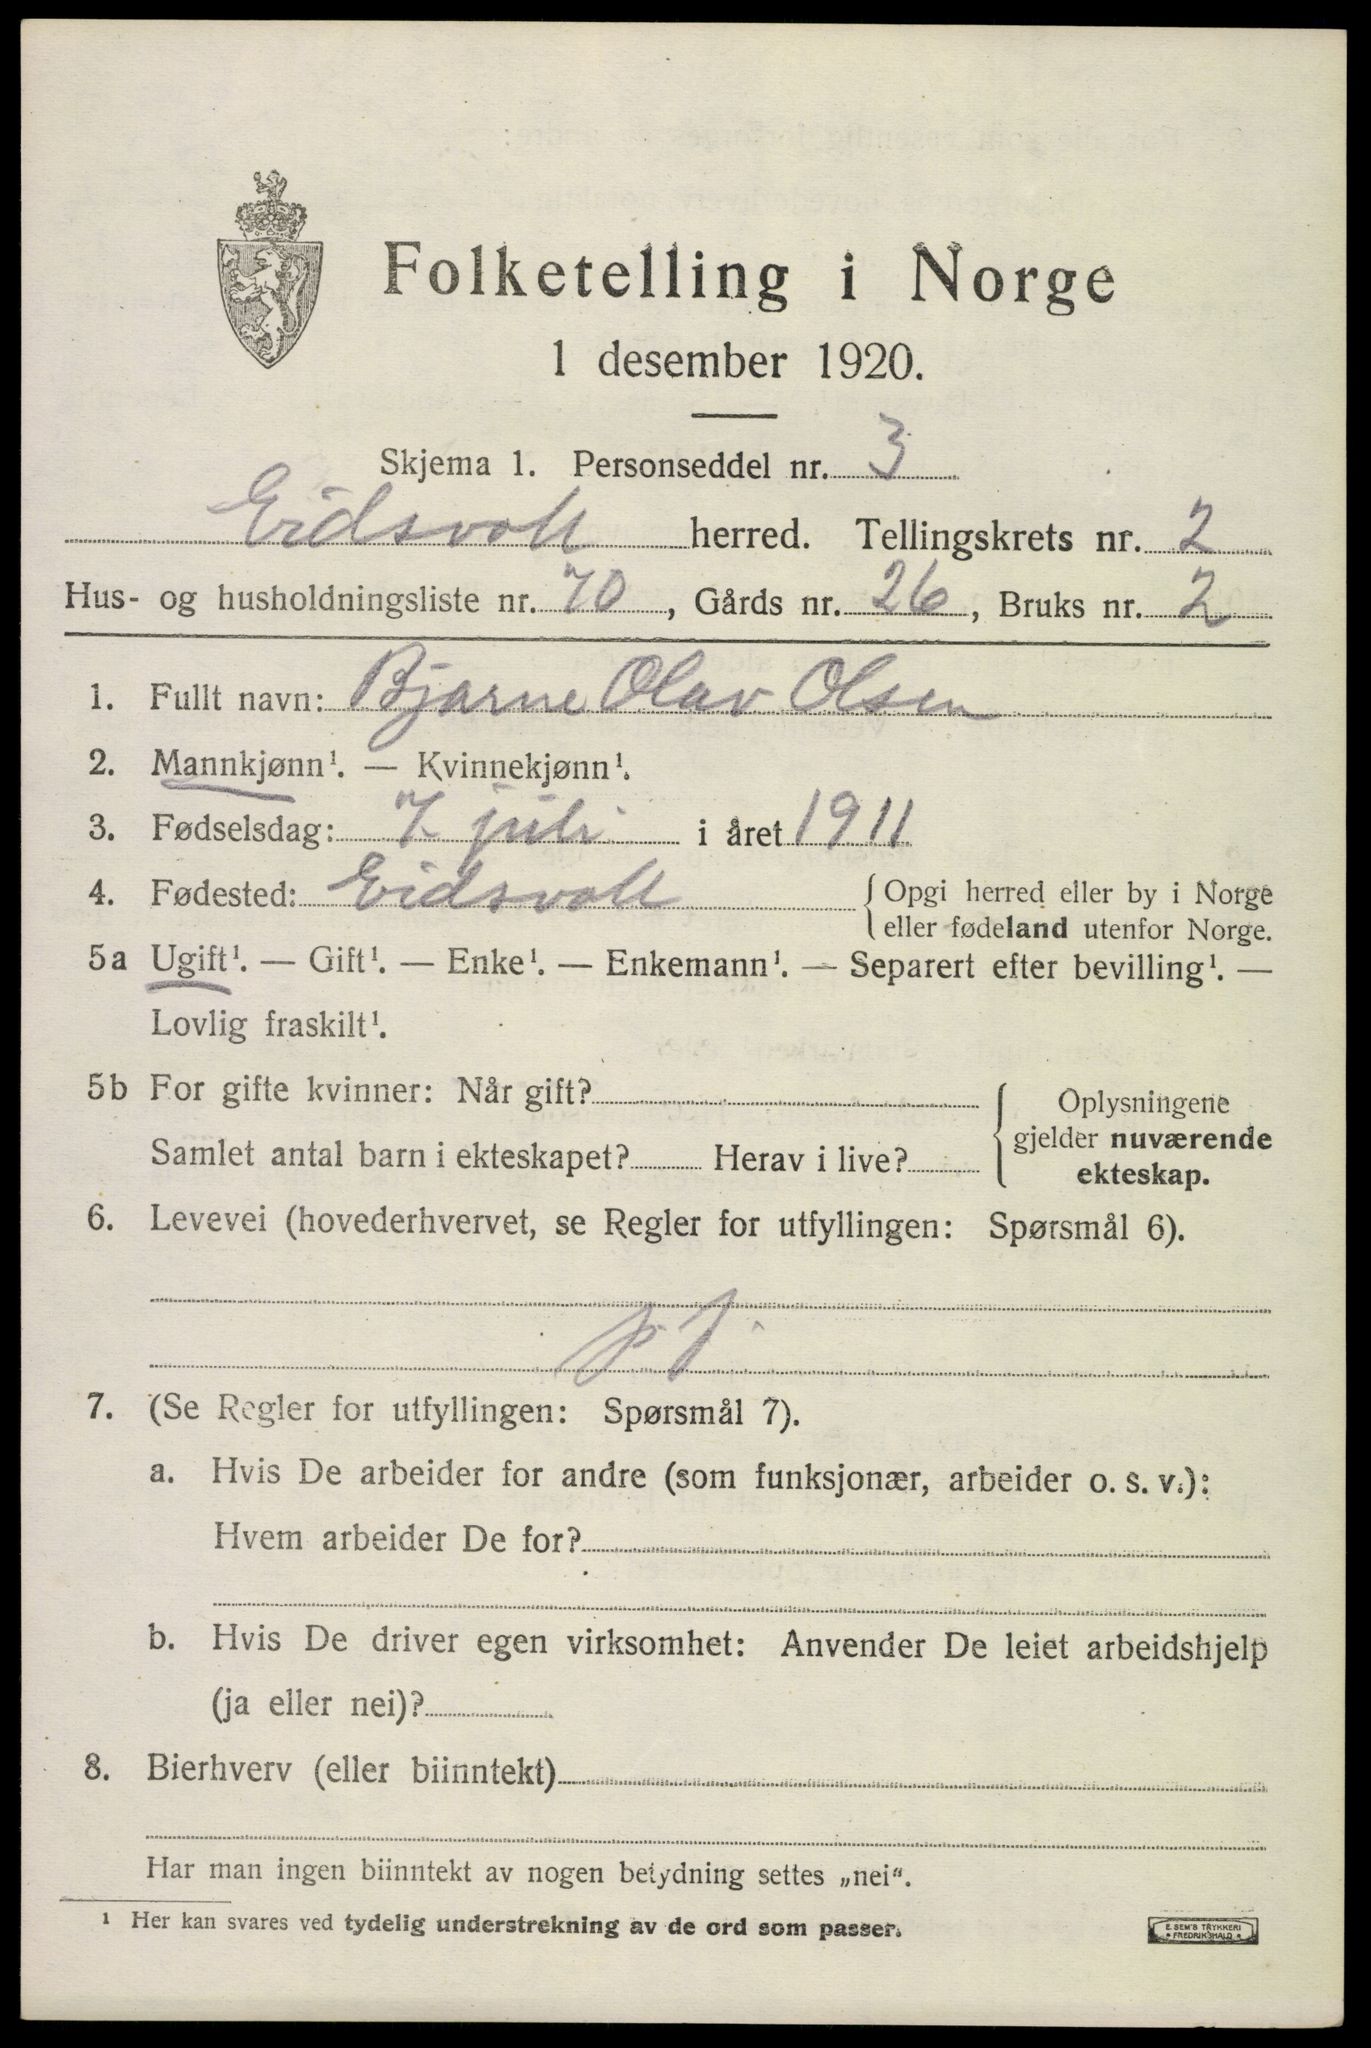 Folketelling i Norge
1 desember 1920.
Skjema 1. Personseddel nr. 3
Eidsvoll herred. Tellingskrets nr. 2
Hus- og husholdningsliste nr. 70, Gårds nr. 26, Bruks nr. 2
1. Fullt navn: Bjarne Olav Olsen
2. Mannkjønn¹. — Kvinnekjønn¹.
3. Fødselsdag: 7. juli i året 1911
4. Fødested: Eidsvoll { Opgi herred eller by i Norge
eller fødeland utenfor Norge.
5a Ugift¹. — Gift¹. — Enke¹. — Enkemann¹. — Separert efter bevilling¹. —
Lovlig fraskilt¹.
5b For gifte kvinner: Når gift?
Samlet antal barn i ekteskapet? Herav i live?
{ Oplysningene
gjelder nuværende
ekteskap.
6. Levevei (hovederhvervet, se Regler for utfyllingen: Spørsmål 6).
7. (Se Regler for utfyllingen: Spørsmål 7).
a. Hvis De arbeider for andre (som funksjonær, arbeider o. s. v.):
Hvem arbeider De for?
b. Hvis De driver egen virksomhet: Anvender De leiet arbeidshjelp
(ja eller nei)?
8. Bierhverv (eller biinntekt)
Har man ingen biinntekt av nogen betydning settes „nei“.
¹ Her kan svares ved tydelig understrekning av de ord som passer.
E. SEM'S TRYKKERI
• FREDRIKSHALD •